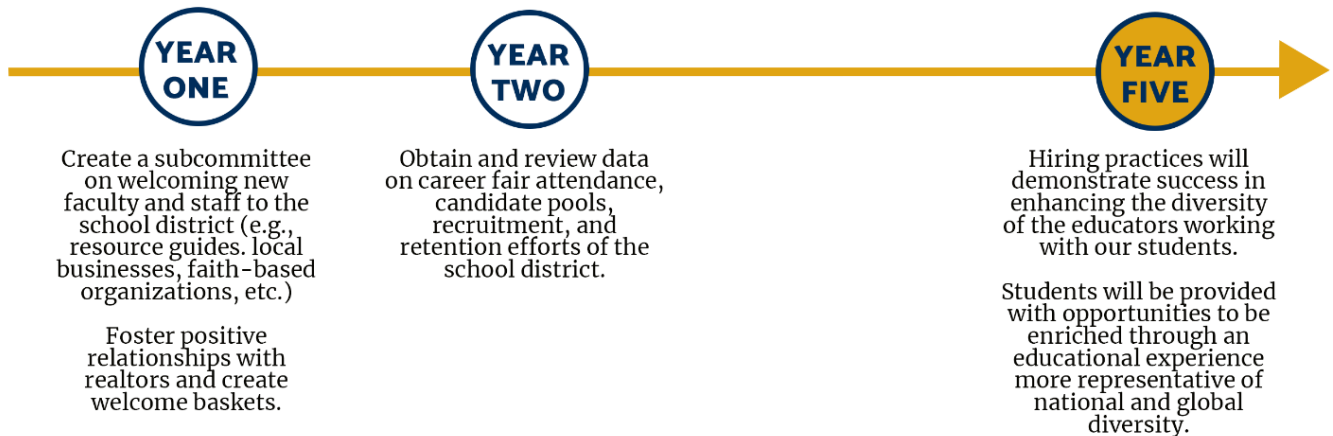 YEAR
ONE
Create a subcommittee
on welcoming new
faculty and staff to the
school district (e.g.,
resource guides. local
businesses, faith-based
organizations, etc.)
Foster positive
relationships with
realtors and create
welcome baskets.
YEAR
TWO
Obtain and review data
on career fair attendance,
candidate pools,
recruitment, and
retention efforts of the
school district.
YEAR
FIVE
Hiring practices will
demonstrate success in
enhancing the diversity
of the educators working
with our students.
Students will be provided
with opportunities to be
enriched through an
educational experience
more representative of
national and global
diversity.